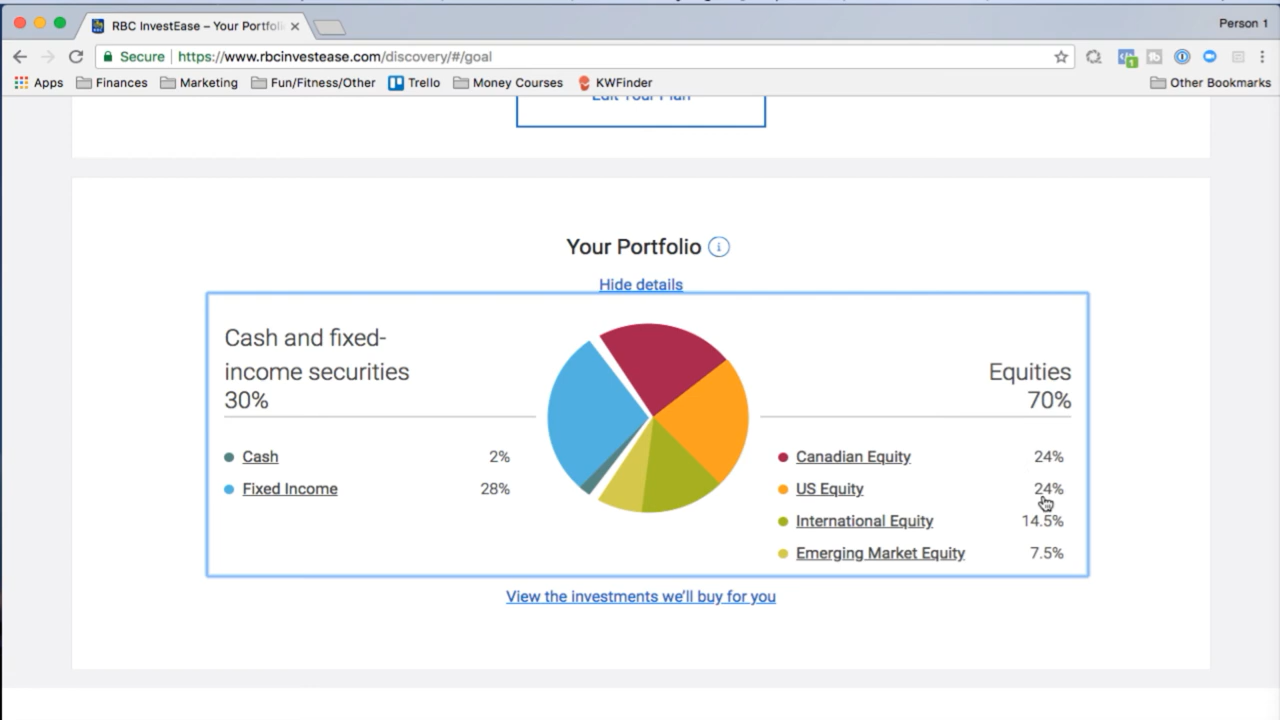 RBC InvestEase – Your Portfoli
Person 1
Secure
https://www.rbcinvestease.com/discovery/#/goal
Apps
Finances
Marketing
Fun/Fitness/Other
Trello
Money Courses
KWFinder
Other Bookmarks
Edit Your Plan
Your Portfolio
Hide details
Cash and fixed-
income securities
30%
Cash 2%
Fixed Income 28%
Equities
70%
Canadian Equity 24%
US Equity 24%
International Equity 14.5%
Emerging Market Equity 7.5%
View the investments we'll buy for you